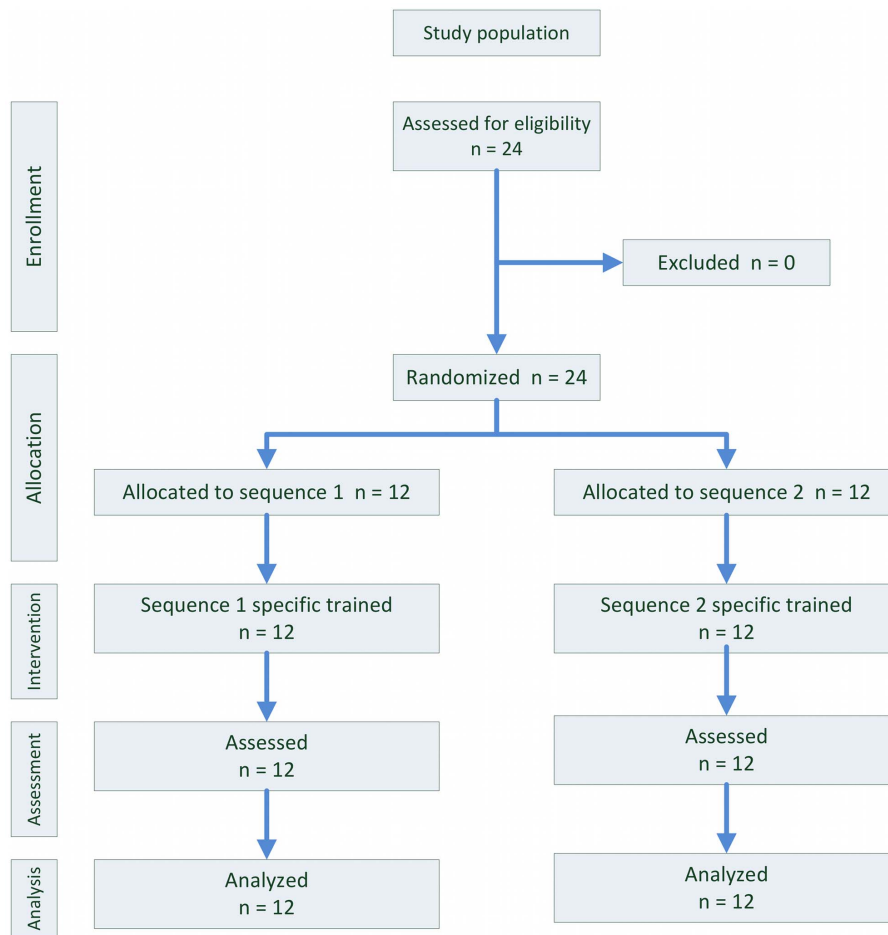 Study population
Enrollment
Assessed for eligibility
n = 24
Excluded  n = 0
Allocation
Randomized  n = 24
Allocated to sequence 1  n = 12
Allocated to sequence 2  n = 12
Intervention
Sequence 1 specific trained
n = 12
Sequence 2 specific trained
n = 12
Assessment
Assessed
n = 12
Assessed
n = 12
Analysis
Analyzed
n = 12
Analyzed
n = 12